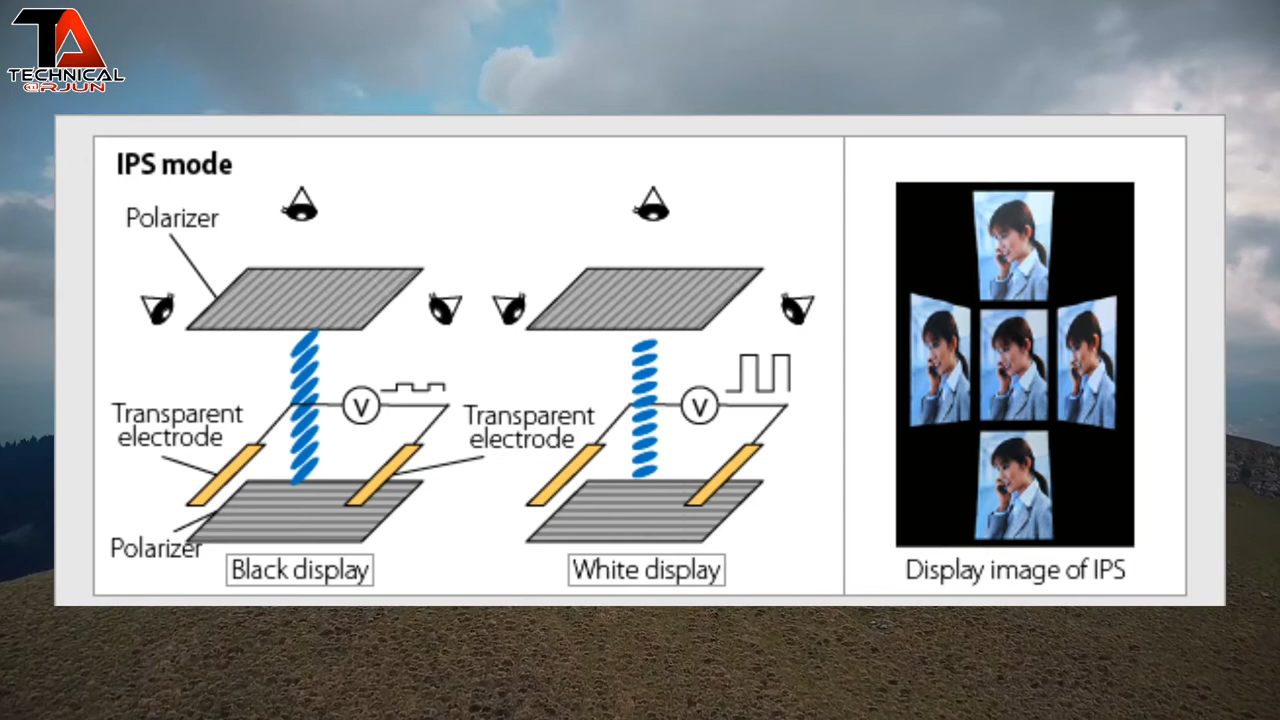 TA
TECHNICAL
@RJUN
IPS mode
Polarizer
Transparent
electrode
V
Transparent
electrode
V
Polarizer
Black display
White display
Display image of IPS